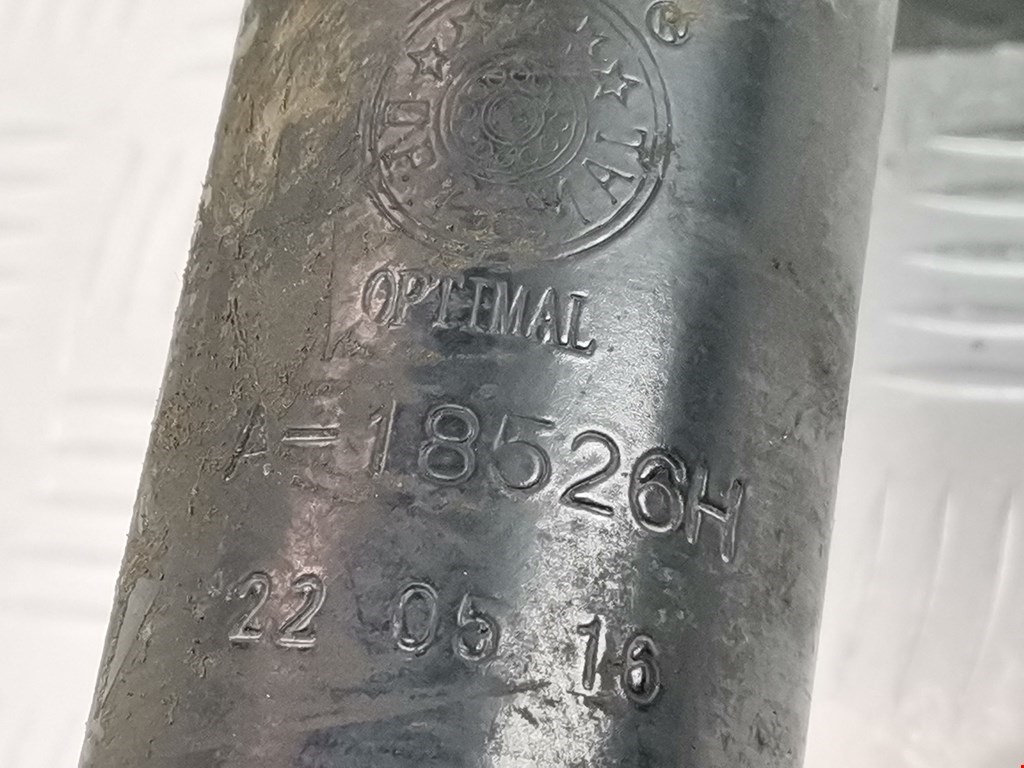 ®
OPTIMAL
A-18526H
22 05 16